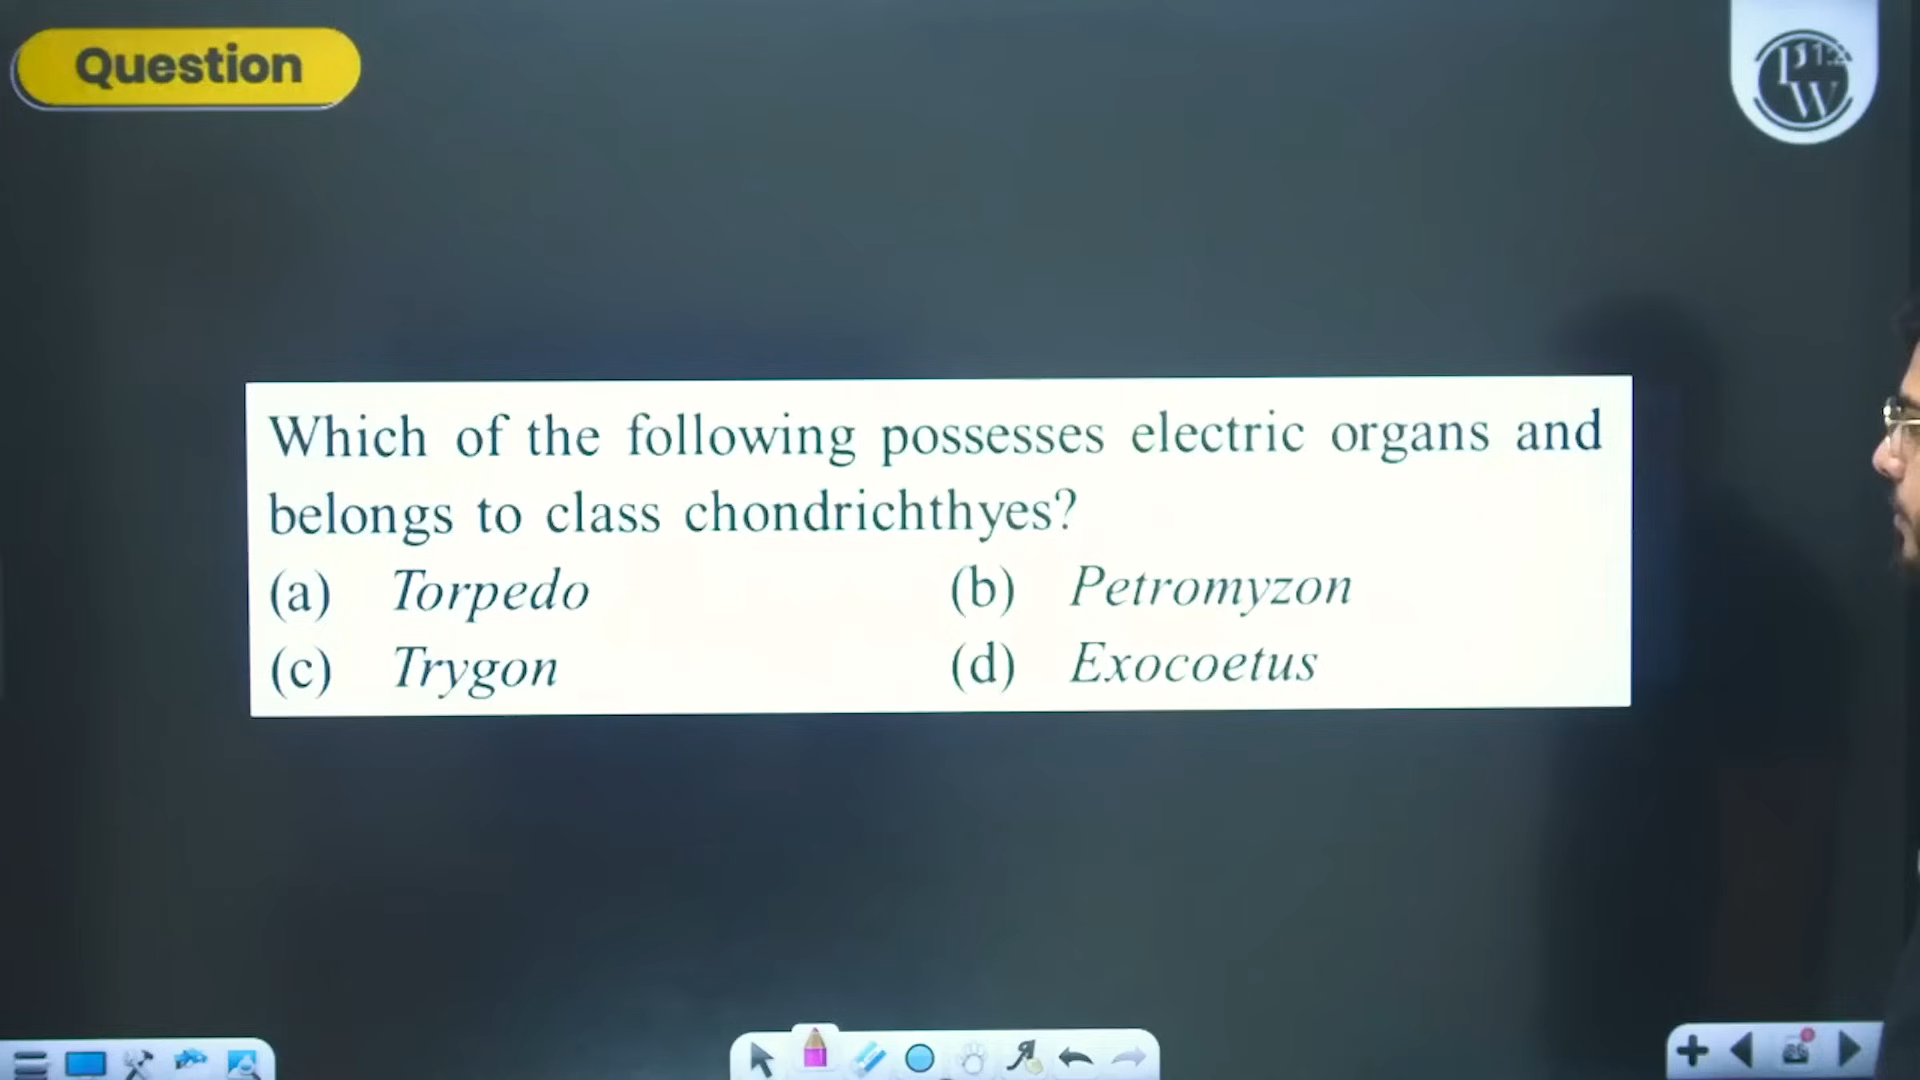 Question
Which of the following possesses electric organs and
belongs to class chondrichthyes?
(a) Torpedo (b) Petromyzon
(c) Trygon (d) Exocoetus